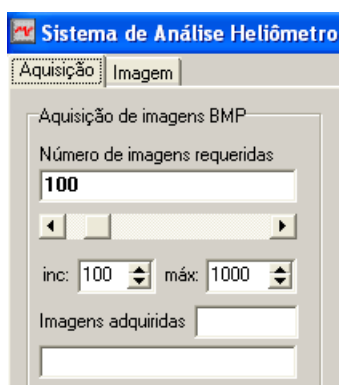 Sistema de Análise Heliômetro
Aquisição Imagem
Aquisição de imagens BMP
Número de imagens requeridas
100
inc: 100 máx: 1000
Imagens adquiridas